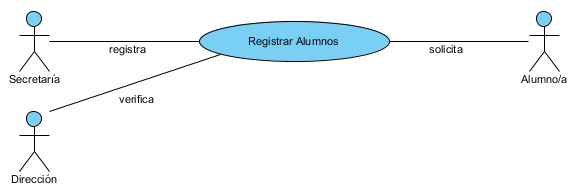 Registrar Alumnos
registra
solicita
Secretaría
Alumno/a
verifica
Dirección